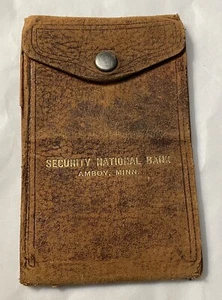 SECURITY NATIONAL BANK
AMBOY, MINN.